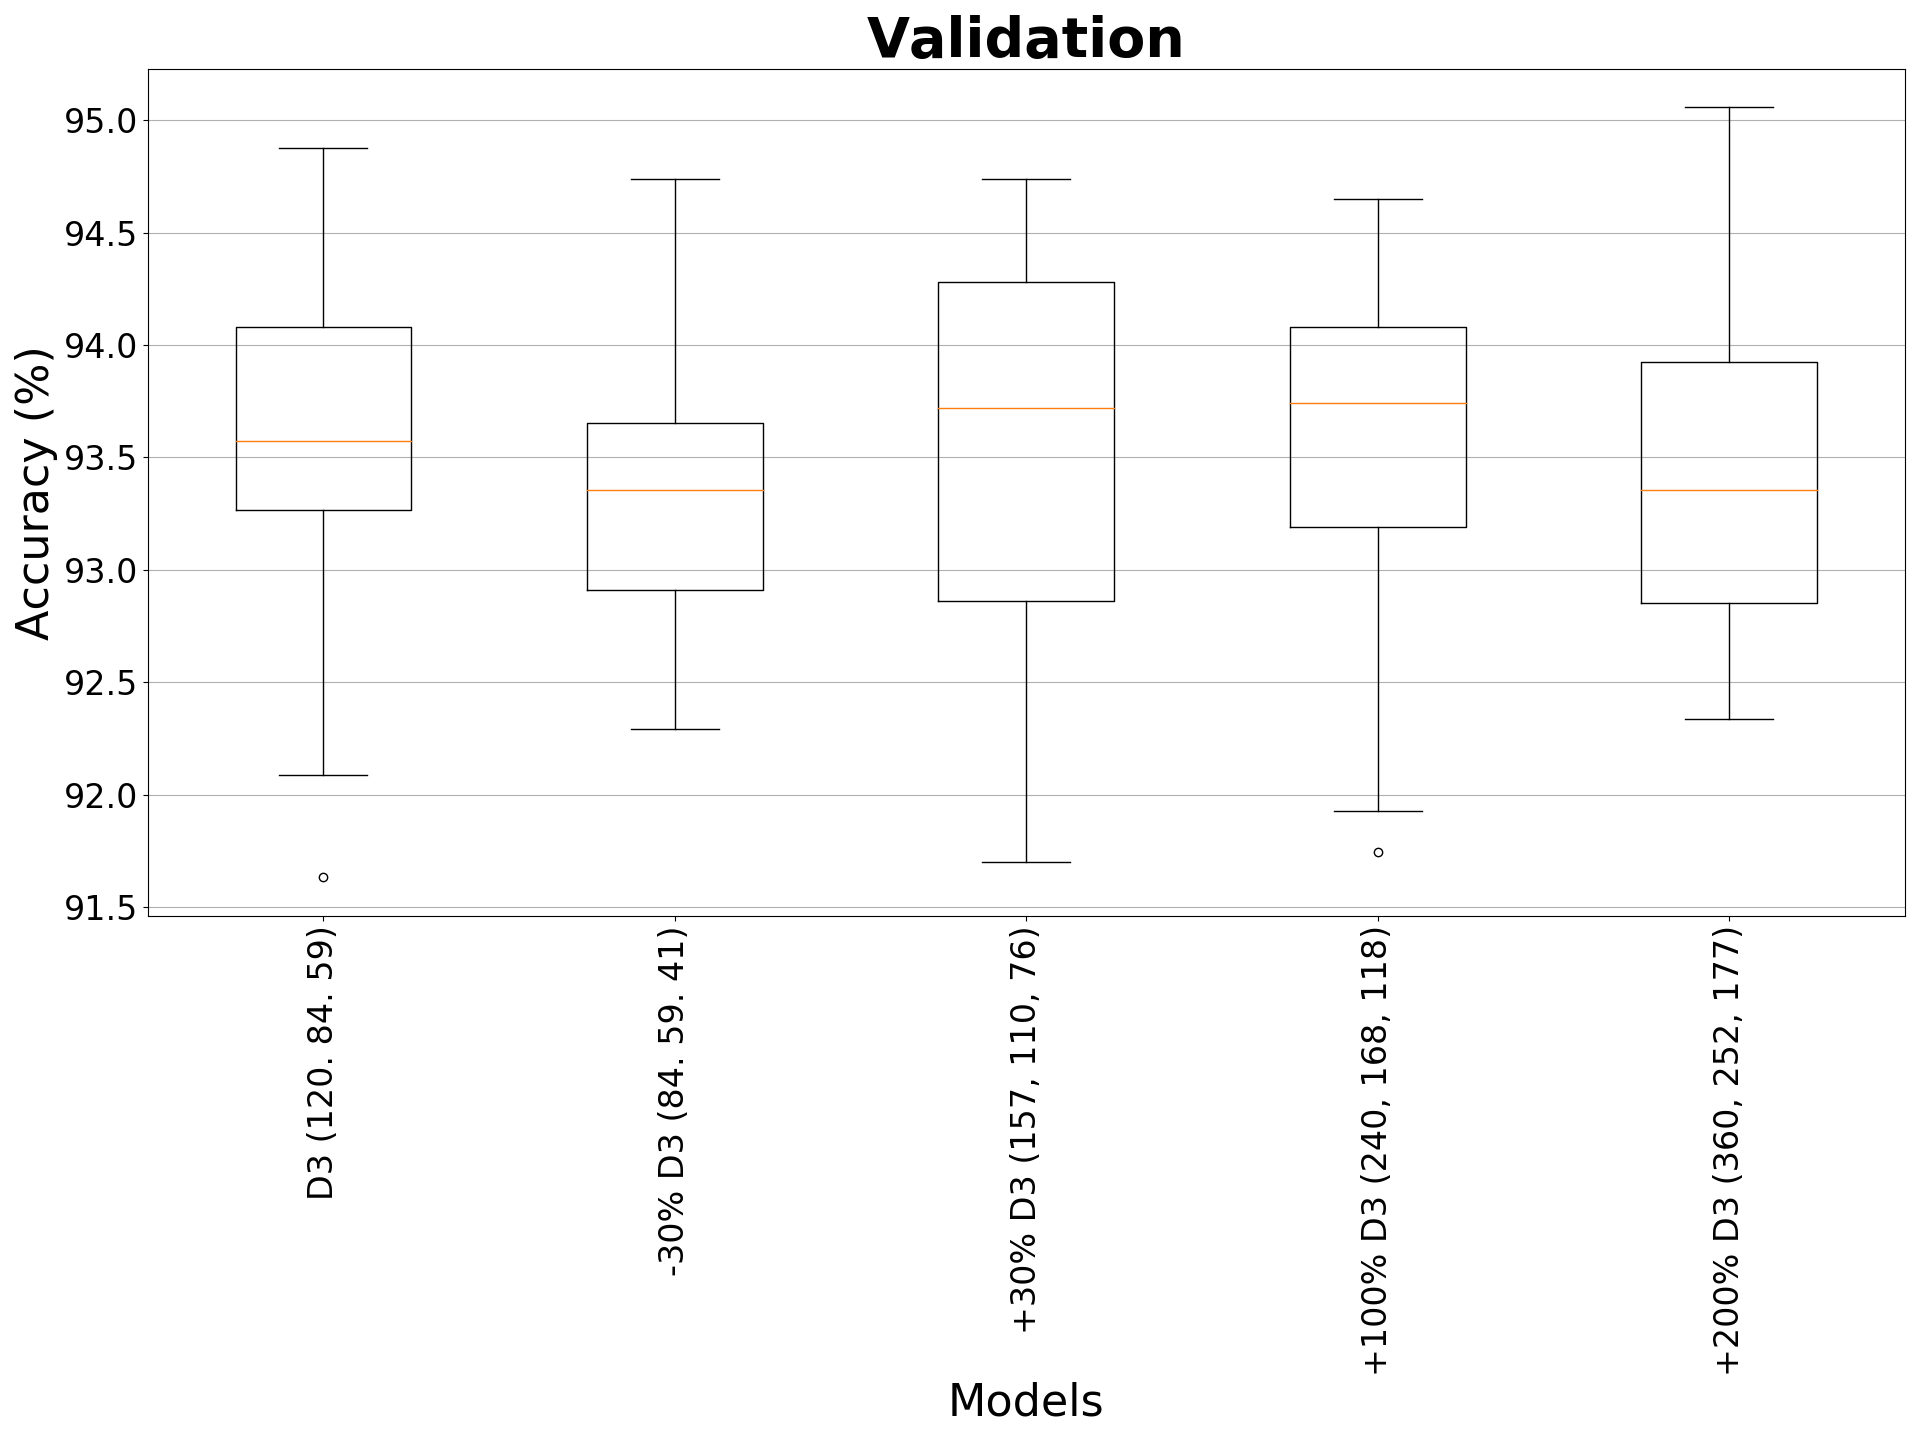 Validation
Accuracy (%)
95.0
94.5
94.0
93.5
93.0
92.5
92.0
91.5
D3 (120. 84. 59)
-30% D3 (84. 59. 41)
+30% D3 (157, 110, 76)
+100% D3 (240, 168, 118)
+200% D3 (360, 252, 177)
Models